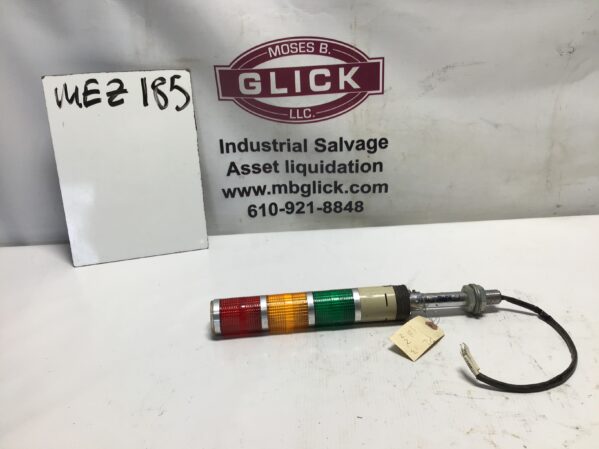 MEZ 185
MOSES B.
GLICK
LLC.
Industrial Salvage
Asset liquidation
www.mbglick.com
610-921-8848